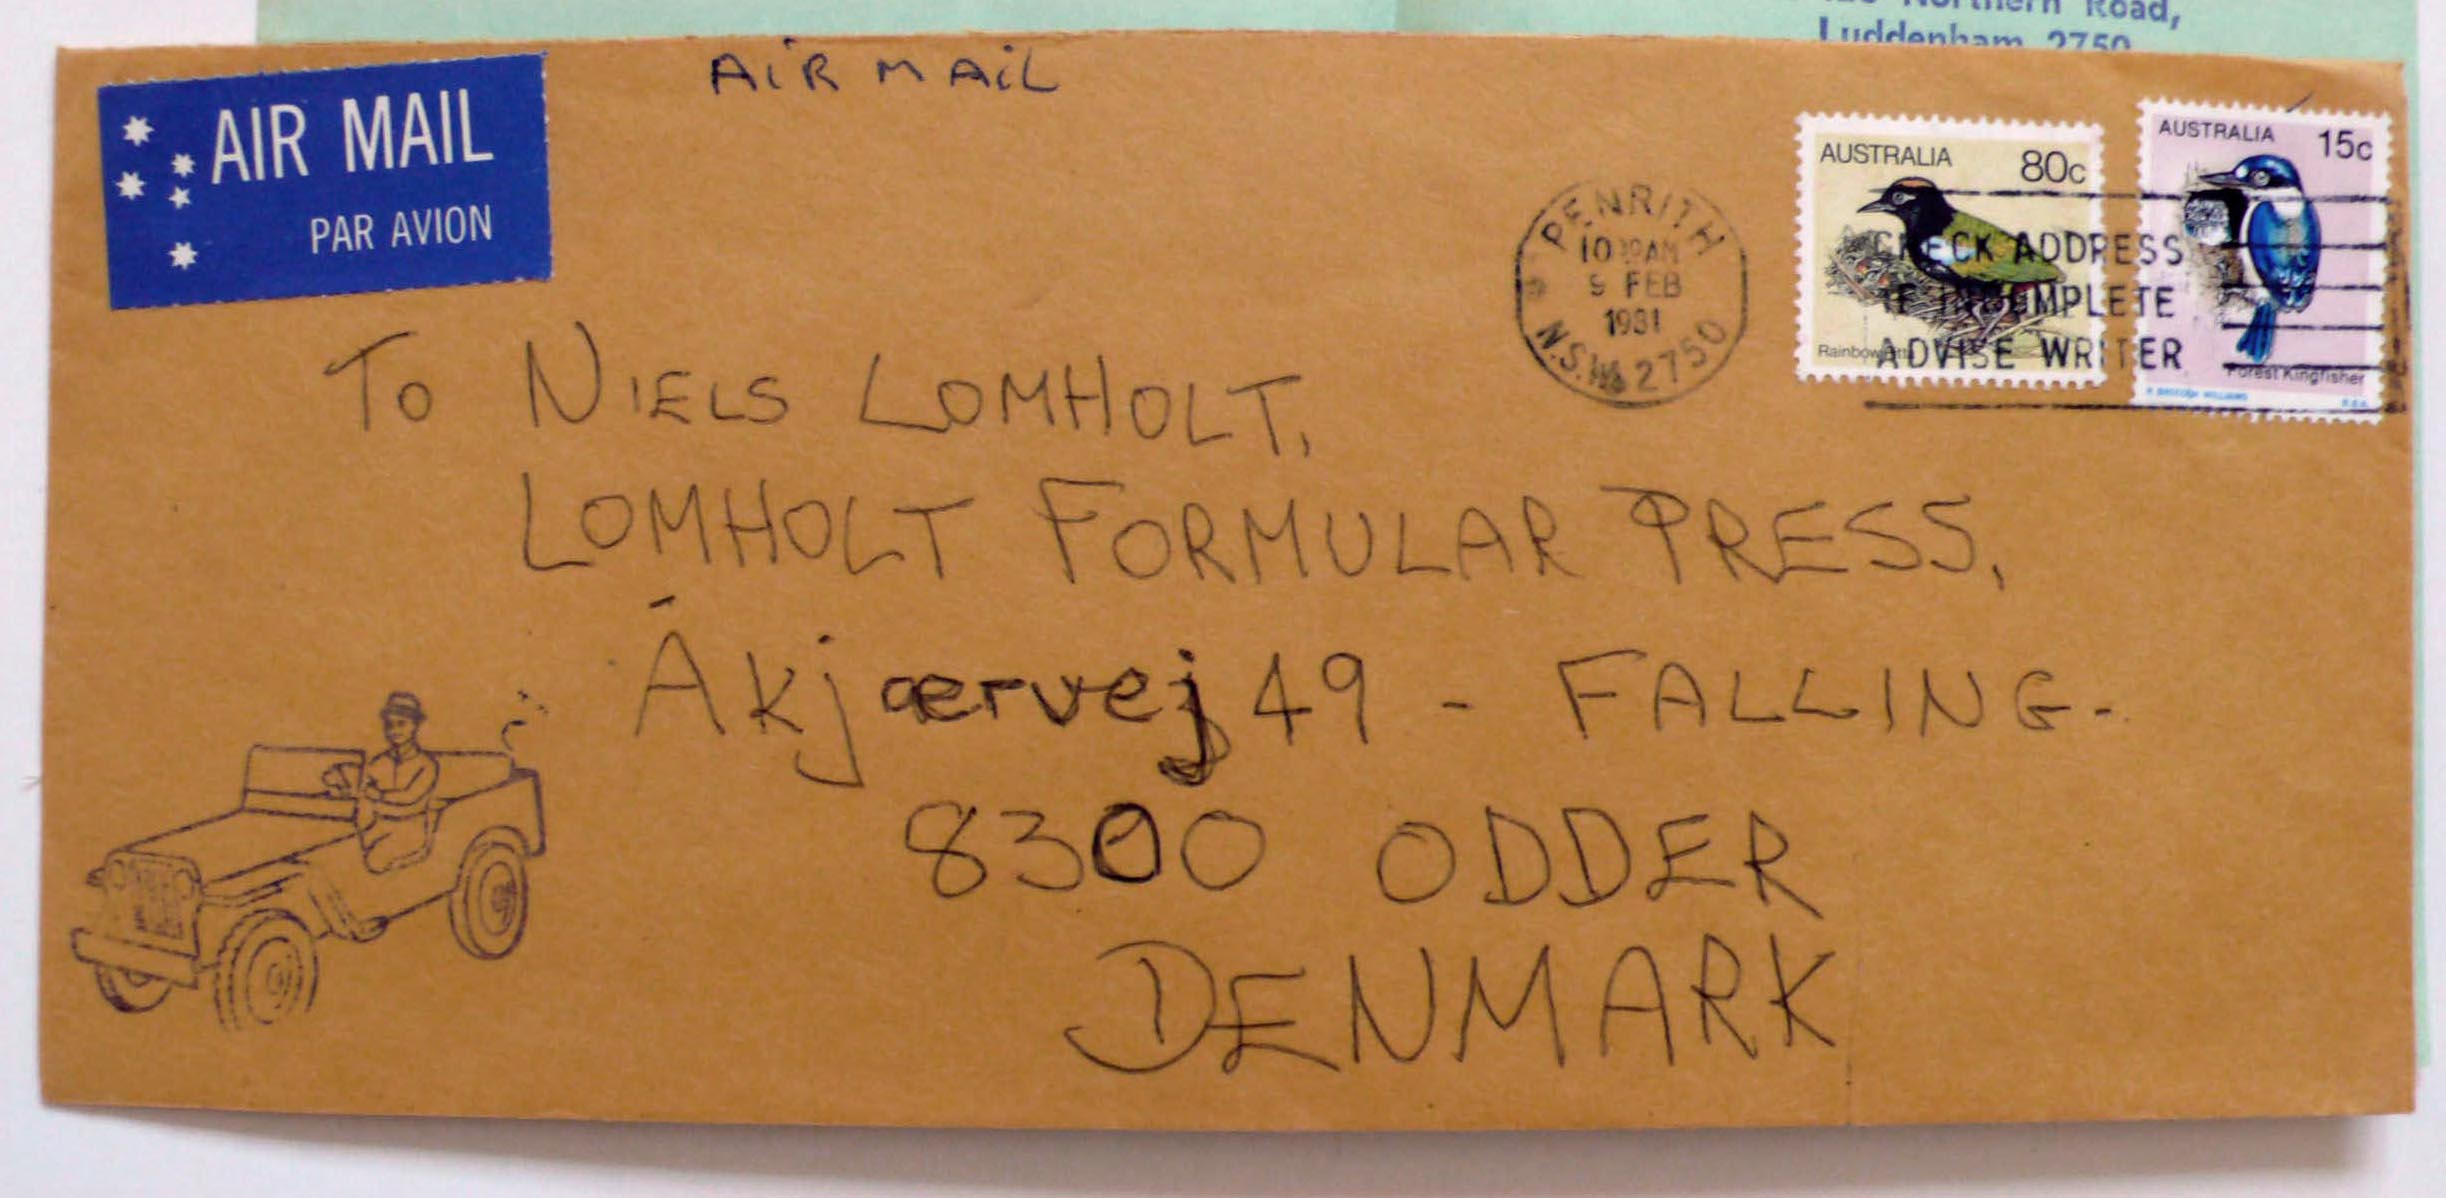 Northern Road,
Luddenham 2750
AIR MAIL
PAR AVION
AIR MAIL
PENRITH
9 FEB
1981
N.S.W. 2750
AUSTRALIA 80c
AUSTRALIA 15c
CHECK ADDRESS
IF INCOMPLETE
ADVISE WRITER
Rainbow Pitta
Forest Kingfisher
To NIELS LOMHOLT,
LOMHOLT FORMULAR PRESS,
Åkjærvej 49 - FALLING-
8300 ODDER
DENMARK